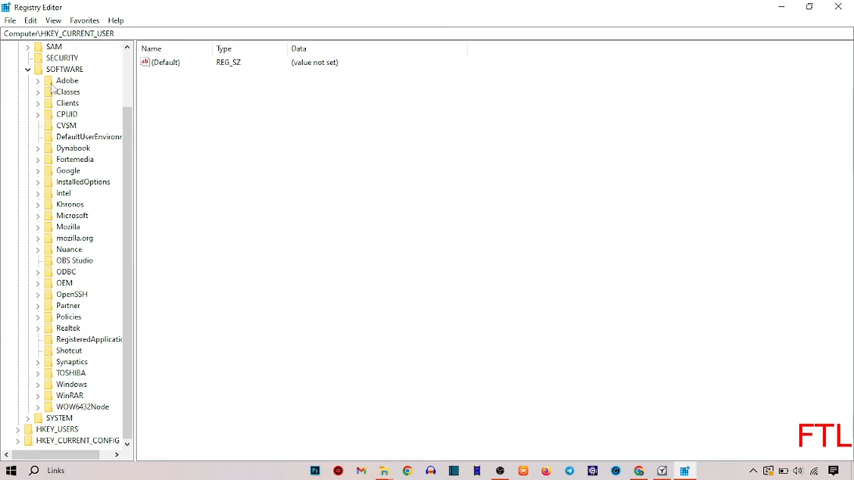 Registry Editor
File Edit View Favorites Help
Computer\HKEY_CURRENT_USER
Name Type Data
(Default) REG_SZ (value not set)
SAM
SECURITY
SOFTWARE
Adobe
Classes
Clients
CPUID
CVSM
DefaultUserEnvironm
Dynabook
Fortemedia
Google
InstalledOptions
Intel
Khronos
Microsoft
Mozilla
mozilla.org
Nuance
OBS Studio
ODBC
OEM
OpenSSH
Partner
Policies
Realtek
RegisteredApplicatio
Shotcut
Synaptics
TOSHIBA
Windows
WinRAR
WOW6432Node
SYSTEM
HKEY_USERS
HKEY_CURRENT_CONFIG
FTL
Links